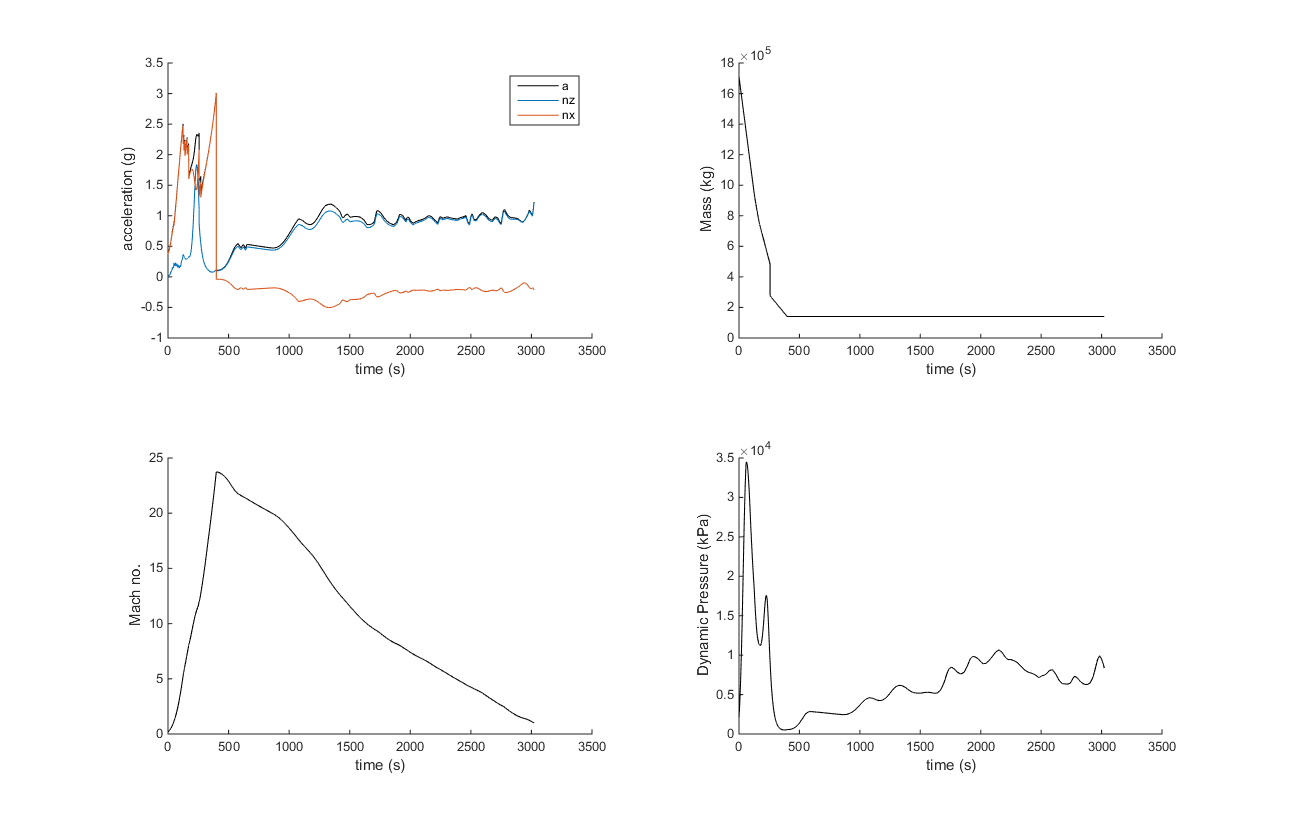 3.5
3
2.5
2
1.5
1
0.5
0
-0.5
-1
acceleration (g)
a
nz
nx
0 500 1000 1500 2000 2500 3000 3500
time (s)
×10^5
18
16
14
12
10
8
6
4
2
0
Mass (kg)
0 500 1000 1500 2000 2500 3000 3500
time (s)
25
20
15
10
5
0
Mach no.
0 500 1000 1500 2000 2500 3000 3500
time (s)
×10^4
3.5
3
2.5
2
1.5
1
0.5
0
Dynamic Pressure (kPa)
0 500 1000 1500 2000 2500 3000 3500
time (s)